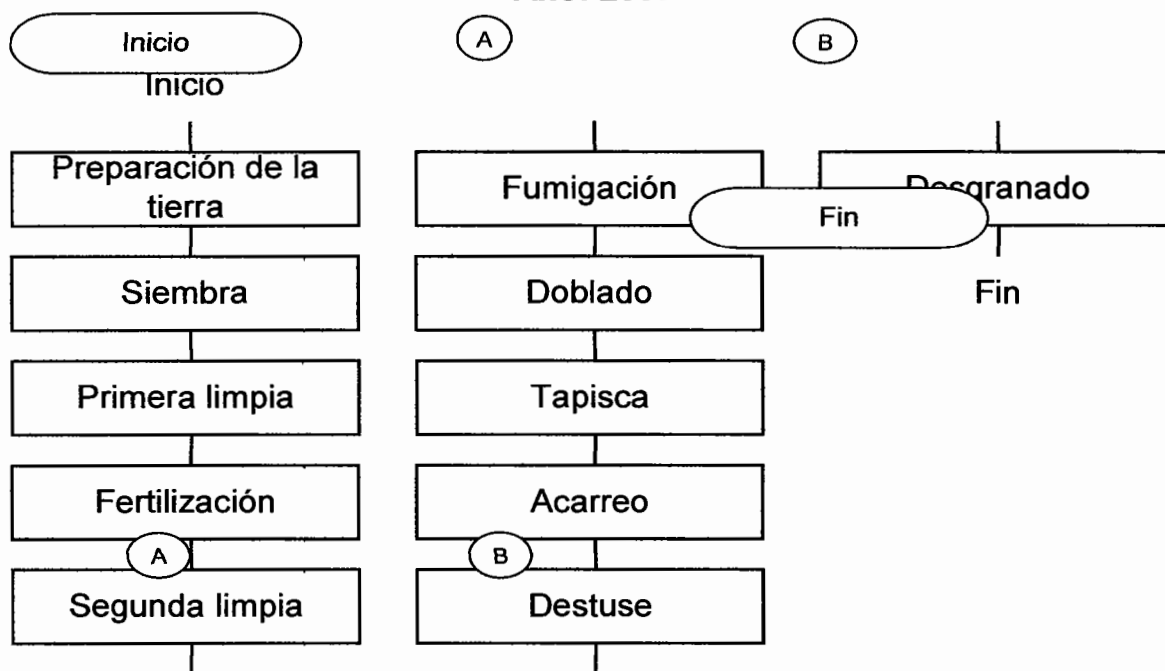 Inicio
Inicio
Preparación de la
tierra
Siembra
Primera limpia
Fertilización
A
Segunda limpia
A
Fumigación
Doblado
Tapisca
Acarreo
B
Destuse
B
Desgranado
Fin
Fin